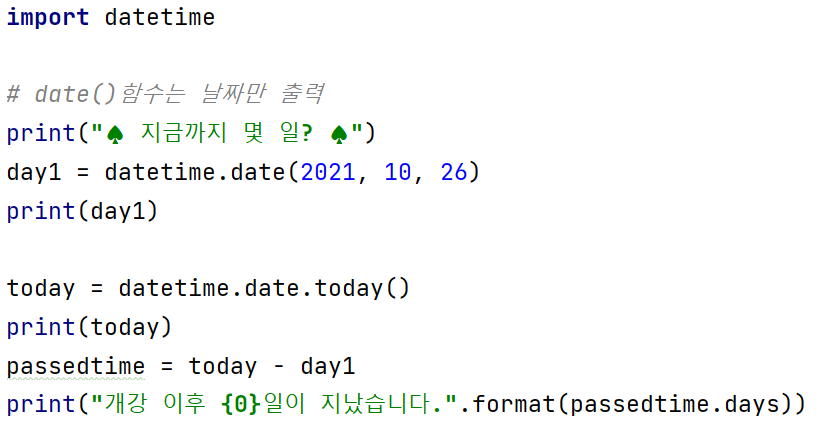 import datetime
# date()함수는 날짜만 출력
print("♠ 지금까지 몇 일? ♠")
day1 = datetime.date(2021, 10, 26)
print(day1)
today = datetime.date.today()
print(today)
passedtime = today - day1
print("개강 이후 {0}일이 지났습니다.".format(passedtime.days))